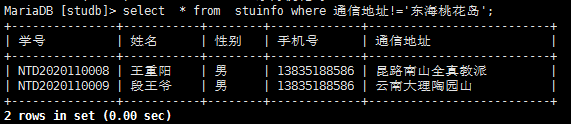 MariaDB [studb]> select  * from  stuinfo where 通信地址!='东海桃花岛';
+---------------+-----------+--------+-------------+--------------------------+
| 学号          | 姓名      | 性别   | 手机号      | 通信地址                 |
+---------------+-----------+--------+-------------+--------------------------+
| NTD2020110008 | 王重阳    | 男     | 13835188586 | 昆路南山全真教派         |
| NTD2020110009 | 段王爷    | 男     | 13835188586 | 云南大理陶园山           |
+---------------+-----------+--------+-------------+--------------------------+
2 rows in set (0.00 sec)